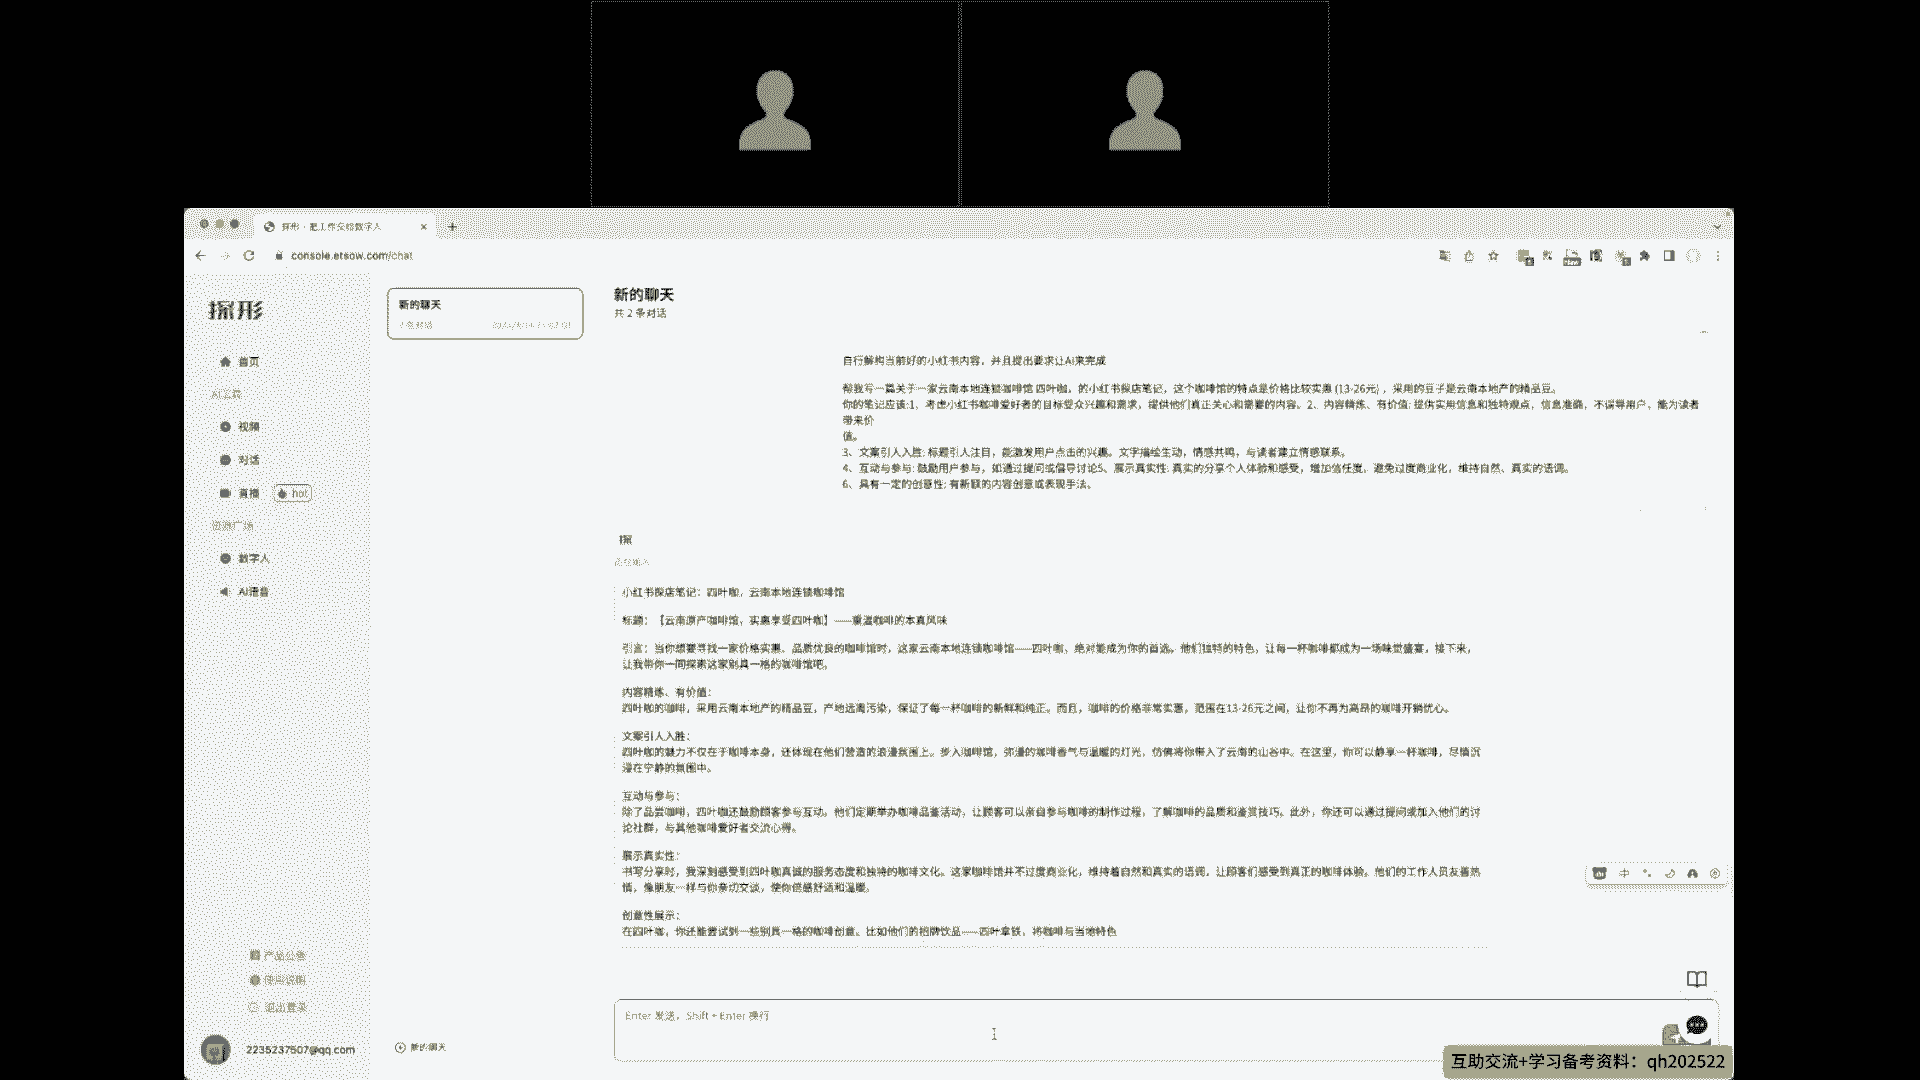 探形 · 把工作交给数字人
console.etsow.com/chat
探形
首页
AI工具
视频
对话
直播
hot
资源广场
数字人
AI语音
产品公告
使用说明
退出登录
2235237507@qq.com
新的聊天
2条对话
新的聊天
新的聊天
共 2 条对话
自行解构当前好的小红书内容，并且提出要求让AI来完成
帮我写一篇关于一家云南本地连锁咖啡馆 四叶咖，的小红书探店笔记，这个咖啡馆的特点是价格比较实惠 (13-26元) ，采用的豆子是云南本地产的精品豆。
你的笔记应该:1、考虑小红书咖啡爱好者的目标受众兴趣和需求，提供他们真正关心和需要的内容。2、内容精炼、有价值: 提供实用信息和独特观点，信息准确，不误导用户、能为读者
带来价
值。
3、文案引人入胜: 标题引人注目，能激发用户点击的兴趣。文字描绘生动，情感共鸣，与读者建立情感联系。
4、互动与参与: 鼓励用户参与，如通过提问或倡导讨论5、展示真实性: 真实的分享个人体验和感受，增加信任度，避免过度商业化，维持自然、真实的语调。
6、具有一定的创意性: 有新颖的内容创意或表现手法。
探
正在输入
小红书探店笔记：四叶咖，云南本地连锁咖啡馆
标题：【云南原产咖啡馆，实惠享受四叶咖】——重温咖啡的本真风味
引言：当你想要寻找一家价格实惠、品质优良的咖啡馆时，这家云南本地连锁咖啡馆——四叶咖，绝对能成为你的首选。他们独特的特色，让每一杯咖啡都成为一场味觉盛宴。接下来，
让我带你一同探索这家别具一格的咖啡馆吧。
内容精炼、有价值：
四叶咖的咖啡，采用云南本地产的精品豆，产地远离污染，保证了每一杯咖啡的新鲜和纯正。而且，咖啡的价格非常实惠，范围在13-26元之间，让你不再为高昂的咖啡开销忧心。
文案引人入胜：
四叶咖的魅力不仅在于咖啡本身，还体现在他们营造的浪漫氛围上。步入咖啡馆，弥漫的咖啡香气与温暖的灯光，仿佛将你带入了云南的山谷中。在这里，你可以静享一杯咖啡，尽情沉
浸在宁静的氛围中。
互动与参与：
除了品尝咖啡，四叶咖还鼓励顾客参与互动。他们定期举办咖啡品鉴活动，让顾客可以亲自参与咖啡的制作过程，了解咖啡的品质和鉴赏技巧。此外，你还可以通过提问或加入他们的讨
论社群，与其他咖啡爱好者交流心得。
展示真实性：
书写分享时，我深刻感受到四叶咖真诚的服务态度和独特的咖啡文化。这家咖啡馆并不过度商业化，维持着自然和真实的语调，让顾客们感受到真正的咖啡体验。他们的工作人员友善热
情，像朋友一样与你亲切交谈，使你倍感舒适和温暖。
创意性展示：
在四叶咖，你还能尝试到一些别具一格的咖啡创意。比如他们的招牌饮品——四叶拿铁，将咖啡与当地特色
中
Enter 发送，Shift + Enter 换行
互助交流+学习备考资料：qh202522